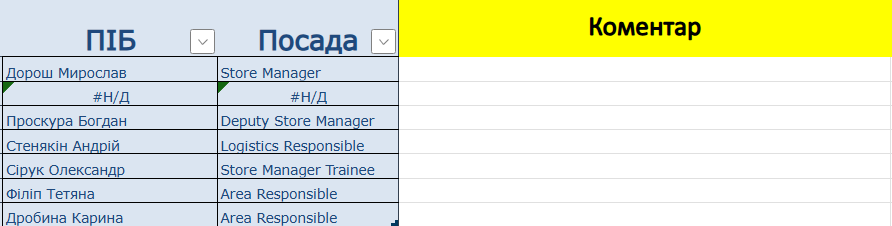 ПІБ Посада Коментар
Дорош Мирослав Store Manager
#Н/Д #Н/Д
Проскура Богдан Deputy Store Manager
Стенякін Андрій Logistics Responsible
Сірук Олександр Store Manager Trainee
Філіп Тетяна Area Responsible
Дробина Карина Area Responsible